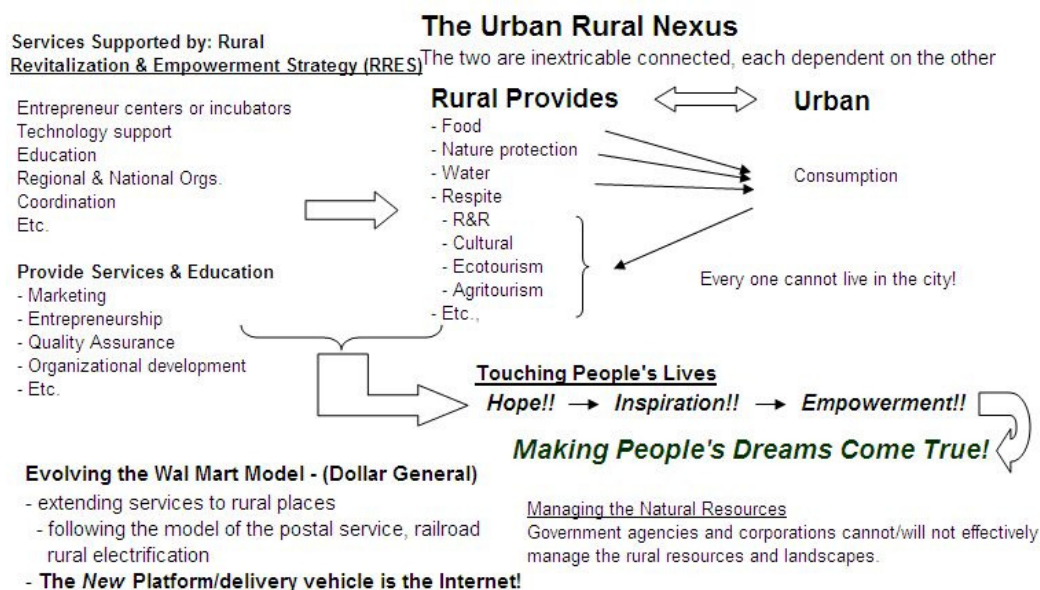 The Urban Rural Nexus
The two are inextricable connected, each dependent on the other
Services Supported by: Rural
Revitalization & Empowerment Strategy (RRES)
Entrepreneur centers or incubators
Technology support
Education
Regional & National Orgs.
Coordination
Etc.
Provide Services & Education
- Marketing
- Entrepreneurship
- Quality Assurance
- Organizational development
- Etc.
Rural Provides
- Food
- Nature protection
- Water
- Respite
- R&R
- Cultural
- Ecotourism
- Agritourism
- Etc.,
Urban
Consumption
Every one cannot live in the city!
Touching People's Lives
Hope!! → Inspiration!! → Empowerment!!
Making People's Dreams Come True!
Evolving the Wal Mart Model - (Dollar General)
- extending services to rural places
- following the model of the postal service, railroad
rural electrification
- The New Platform/delivery vehicle is the Internet!
Managing the Natural Resources
Government agencies and corporations cannot/will not effectively
manage the rural resources and landscapes.